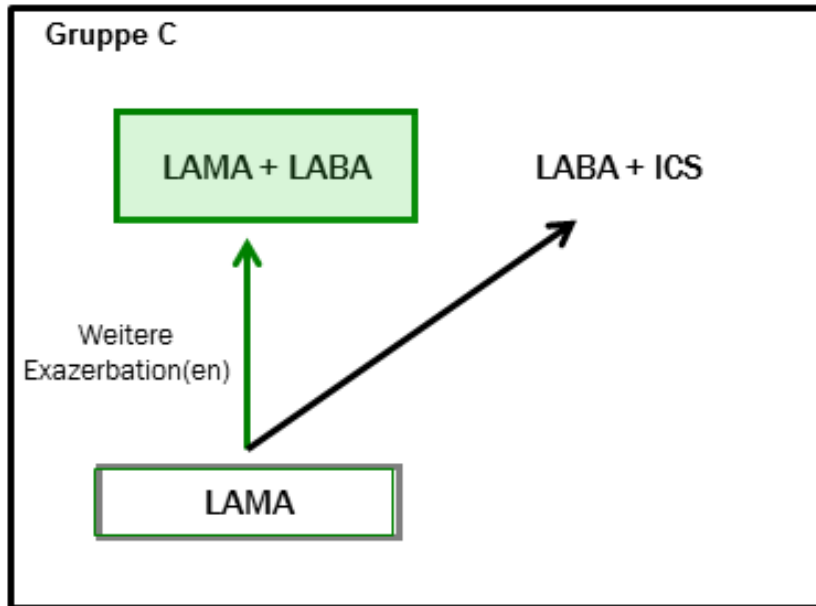 Gruppe C
LAMA + LABA
LABA + ICS
Weitere
Exazerbation(en)
LAMA